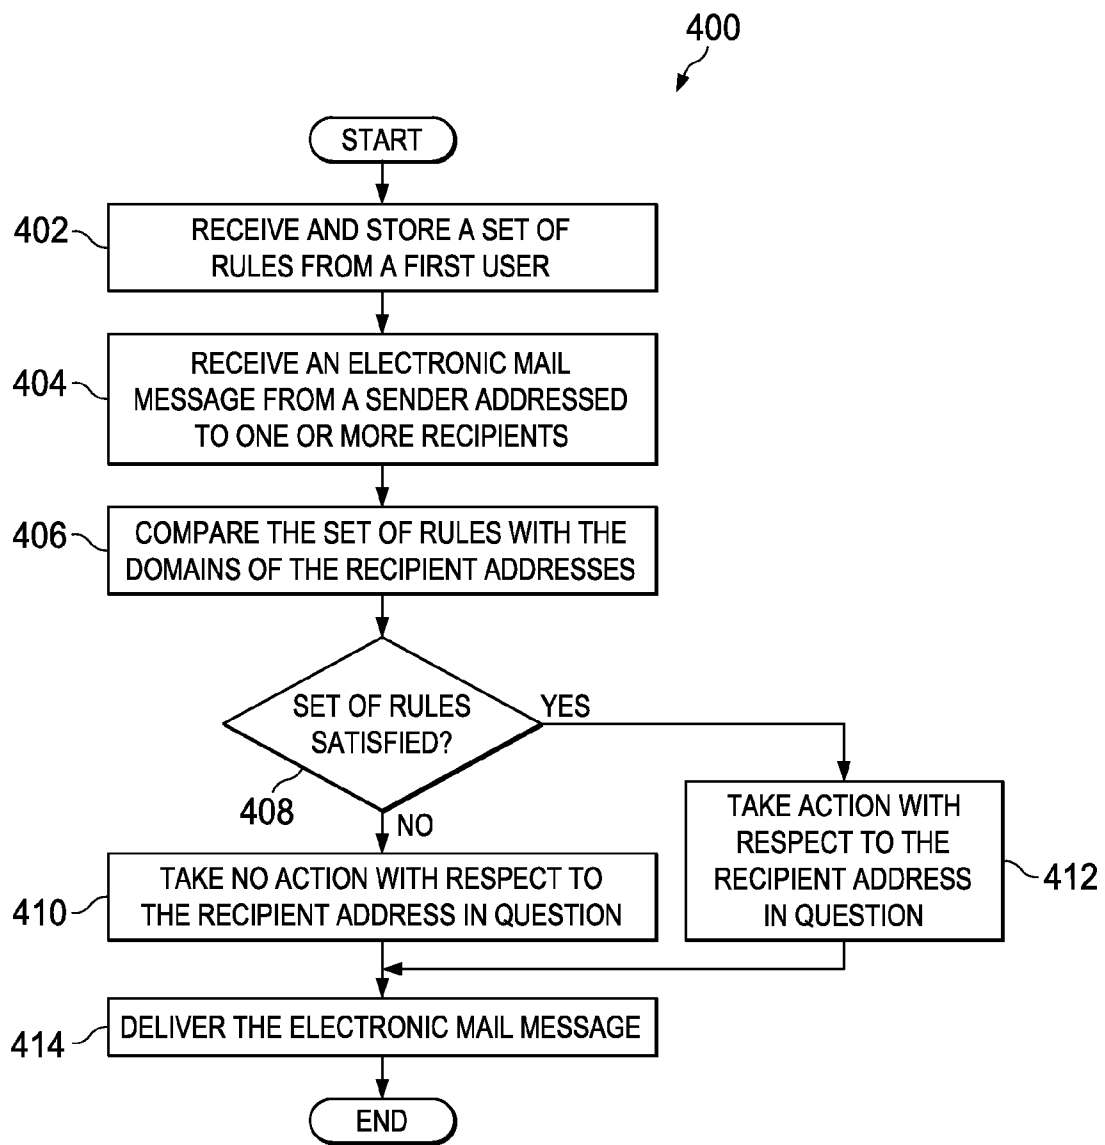 400
START
402
RECEIVE AND STORE A SET OF
RULES FROM A FIRST USER
404
RECEIVE AN ELECTRONIC MAIL
MESSAGE FROM A SENDER ADDRESSED
TO ONE OR MORE RECIPIENTS
406
COMPARE THE SET OF RULES WITH THE
DOMAINS OF THE RECIPIENT ADDRESSES
SET OF RULES
SATISFIED?
YES
408
NO
410
TAKE NO ACTION WITH RESPECT TO
THE RECIPIENT ADDRESS IN QUESTION
TAKE ACTION WITH
RESPECT TO THE
RECIPIENT ADDRESS
IN QUESTION
412
414
DELIVER THE ELECTRONIC MAIL MESSAGE
END